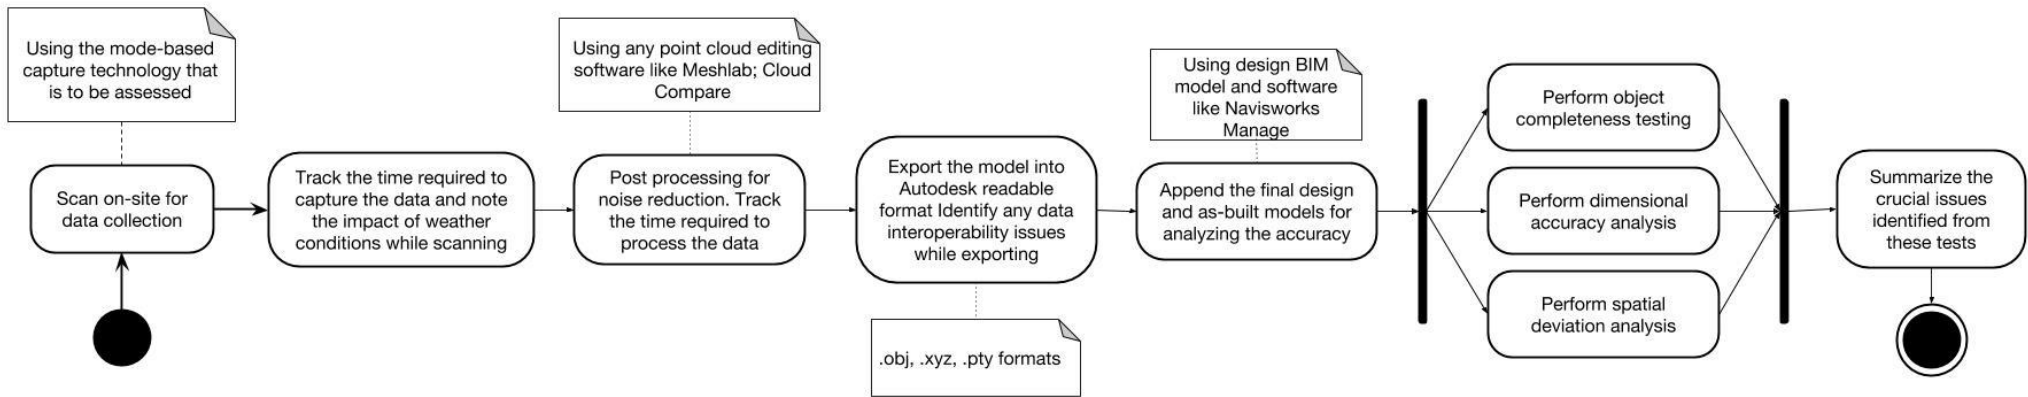 Using the mode-based
capture technology that
is to be assessed
Scan on-site for
data collection
Track the time required to
capture the data and note
the impact of weather
conditions while scanning
Using any point cloud editing
software like Meshlab; Cloud
Compare
Post processing for
noise reduction. Track
the time required to
process the data
Export the model into
Autodesk readable
format Identify any data
interoperability issues
while exporting
.obj, .xyz, .pty formats
Using design BIM
model and software
like Navisworks
Manage
Append the final design
and as-built models for
analyzing the accuracy
Perform object
completeness testing
Perform dimensional
accuracy analysis
Perform spatial
deviation analysis
Summarize the
crucial issues
identified from
these tests